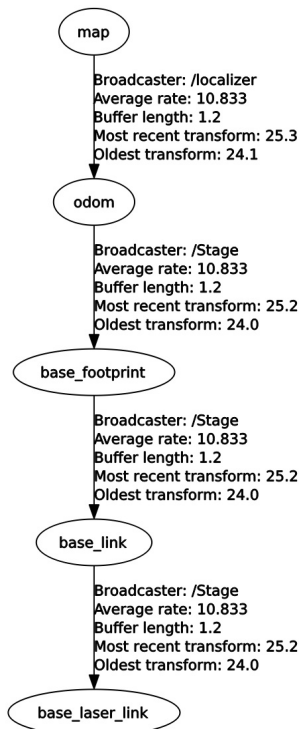 map
Broadcaster: /localizer
Average rate: 10.833
Buffer length: 1.2
Most recent transform: 25.3
Oldest transform: 24.1
odom
Broadcaster: /Stage
Average rate: 10.833
Buffer length: 1.2
Most recent transform: 25.2
Oldest transform: 24.0
base_footprint
Broadcaster: /Stage
Average rate: 10.833
Buffer length: 1.2
Most recent transform: 25.2
Oldest transform: 24.0
base_link
Broadcaster: /Stage
Average rate: 10.833
Buffer length: 1.2
Most recent transform: 25.2
Oldest transform: 24.0
base_laser_link